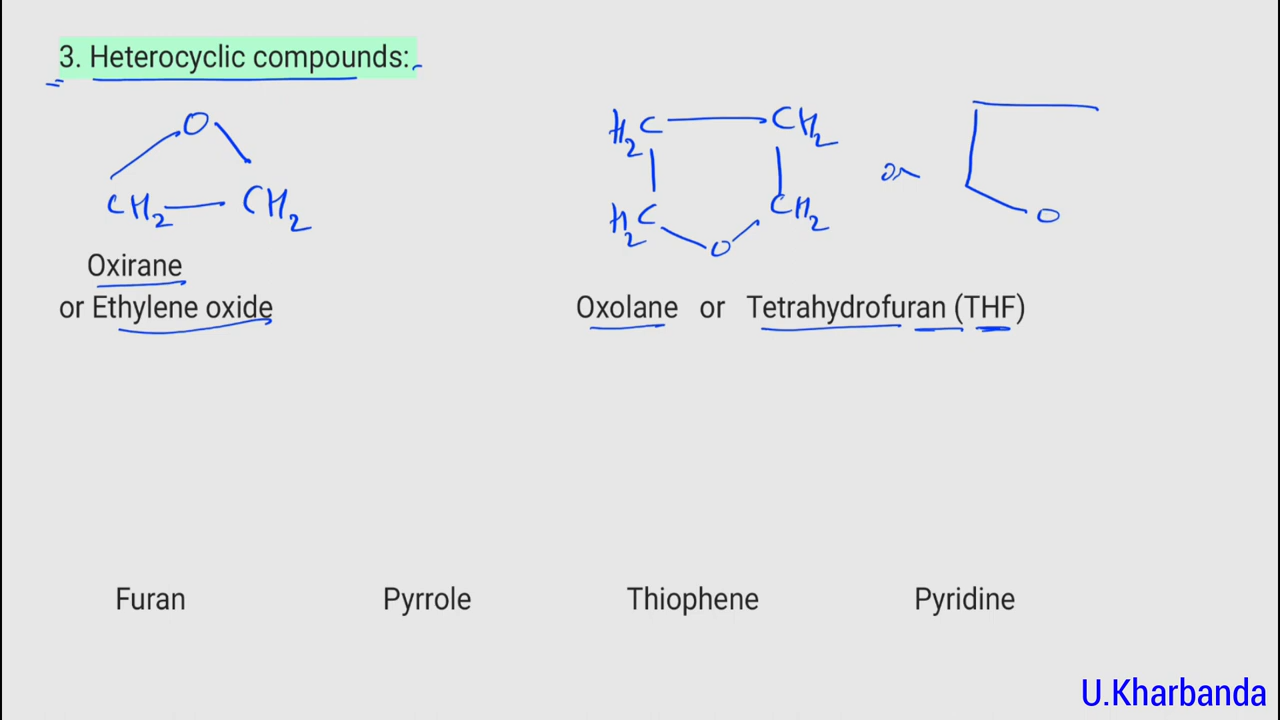 3. Heterocyclic compounds:
O
CH2 CH2
H2C CH2
H2C CH2
O
or
O
Oxirane
or Ethylene oxide
Oxolane or Tetrahydrofuran (THF)
Furan Pyrrole Thiophene Pyridine
U.Kharbanda